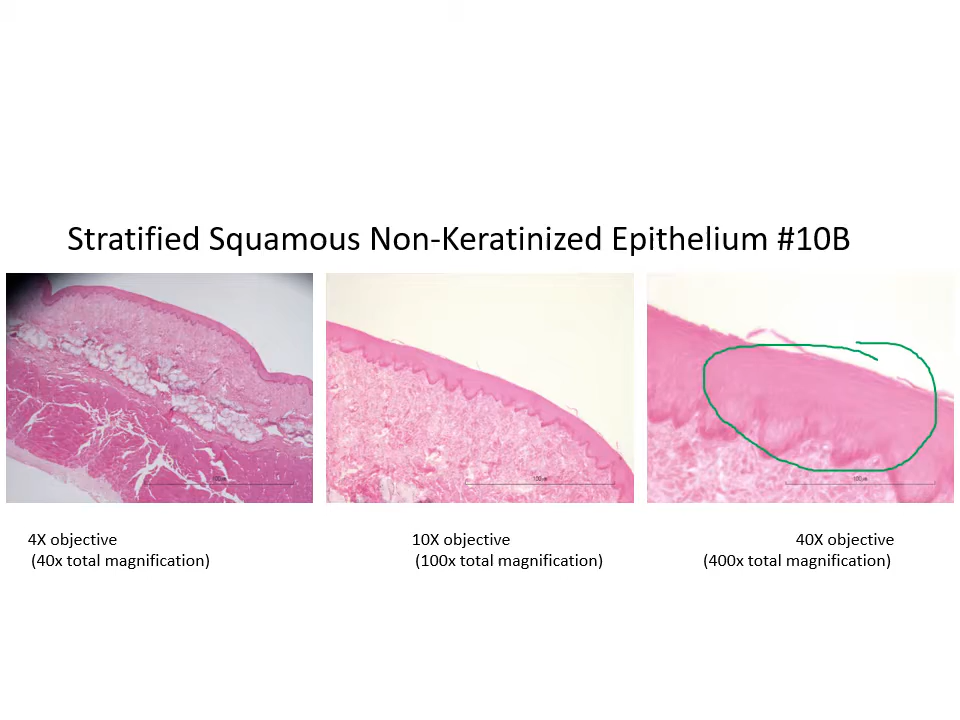 Stratified Squamous Non-Keratinized Epithelium #10B
4X objective
(40x total magnification)
10X objective
(100x total magnification)
40X objective
(400x total magnification)